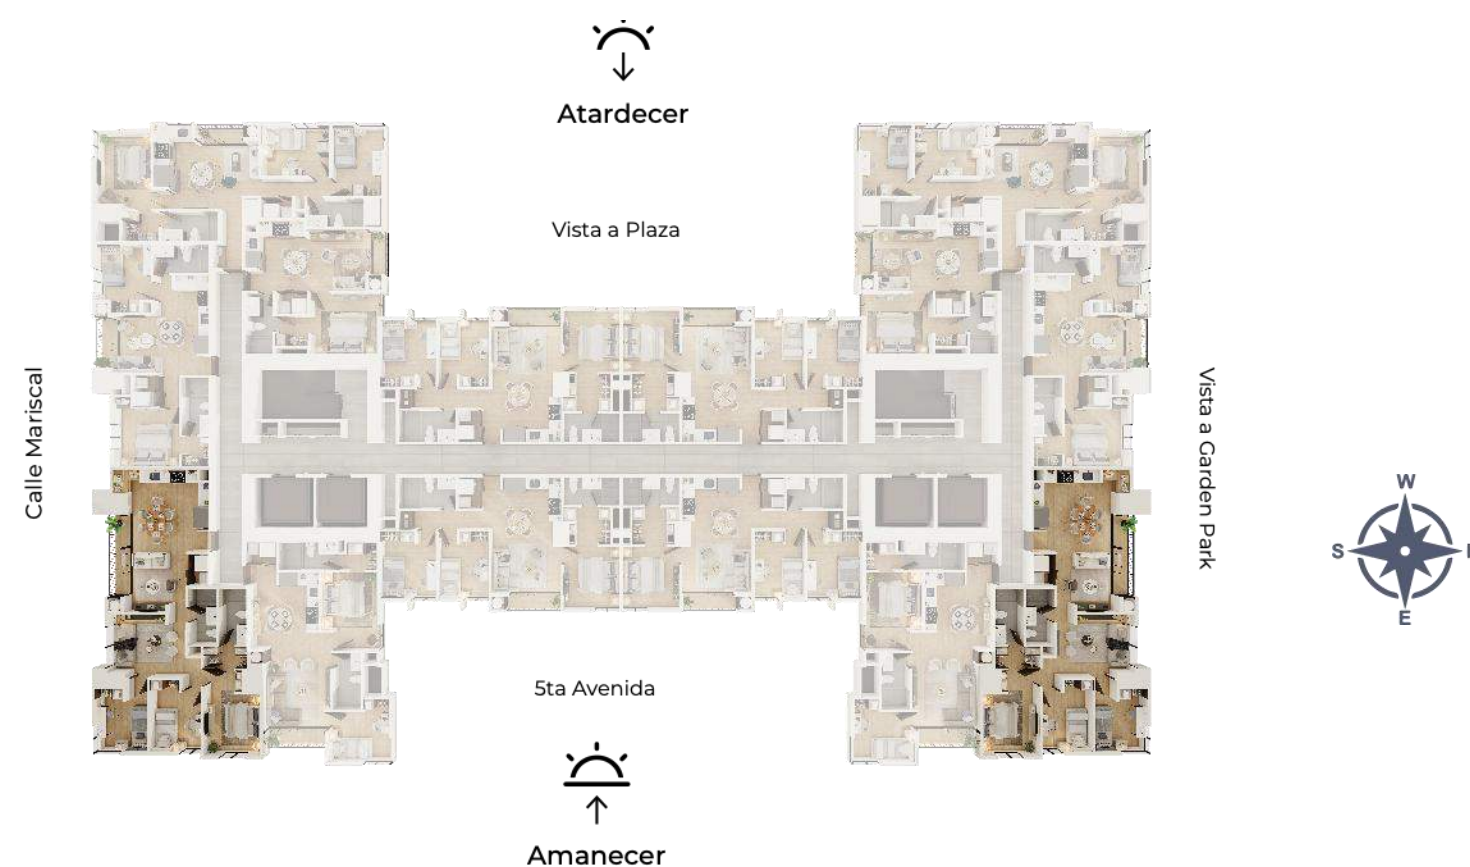 Atardecer
Vista a Plaza
Calle Mariscal
Vista a Garden Park
W
S
E
5ta Avenida
Amanecer